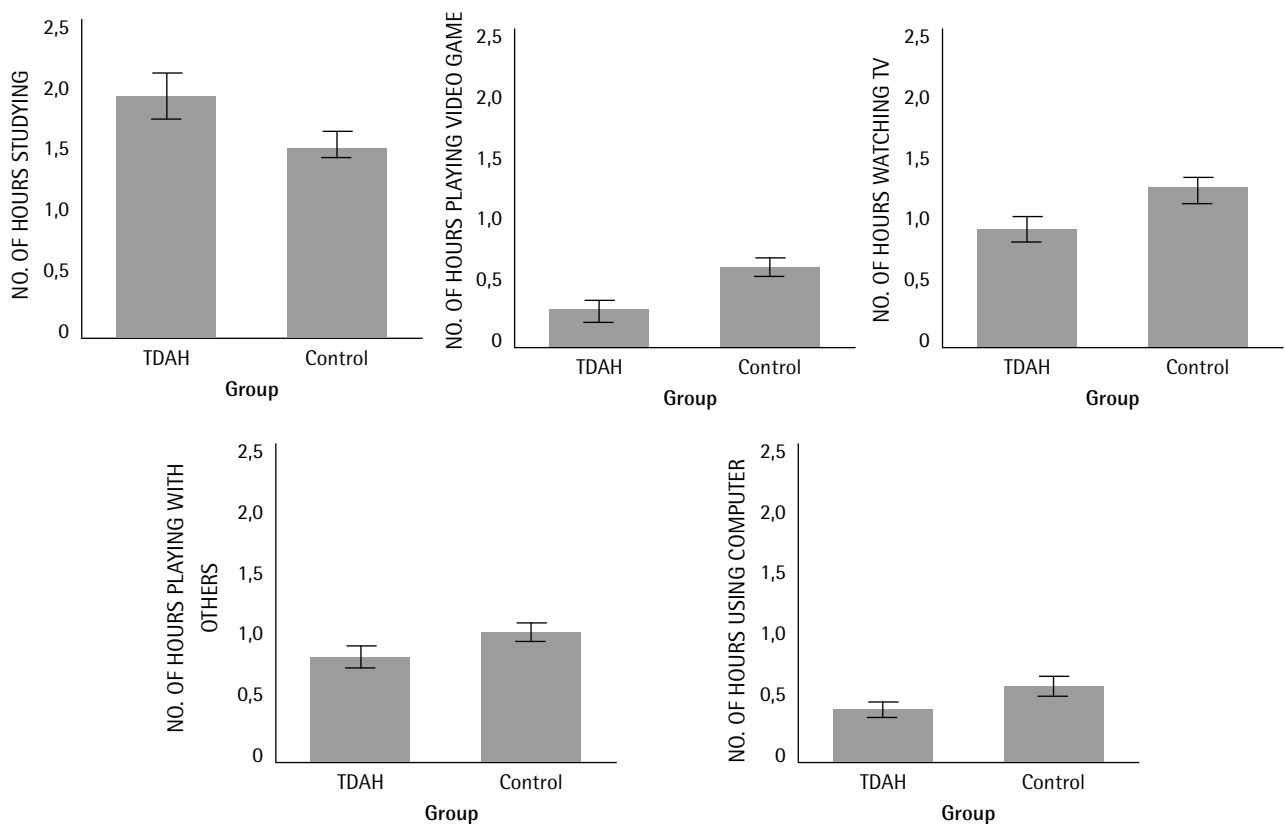 NO. OF HOURS STUDYING
2,5
2,0
1,5
1,0
0,5
0
TDAH Control
Group
NO. OF HOURS PLAYING VIDEO GAME
2,5
2,0
1,5
1,0
0,5
0
TDAH Control
Group
NO. OF HOURS WATCHING TV
2,5
2,0
1,5
1,0
0,5
0
TDAH Control
Group
NO. OF HOURS PLAYING WITH
OTHERS
2,5
2,0
1,5
1,0
0,5
0
TDAH Control
Group
NO. OF HOURS USING COMPUTER
2,5
2,0
1,5
1,0
0,5
0
TDAH Control
Group